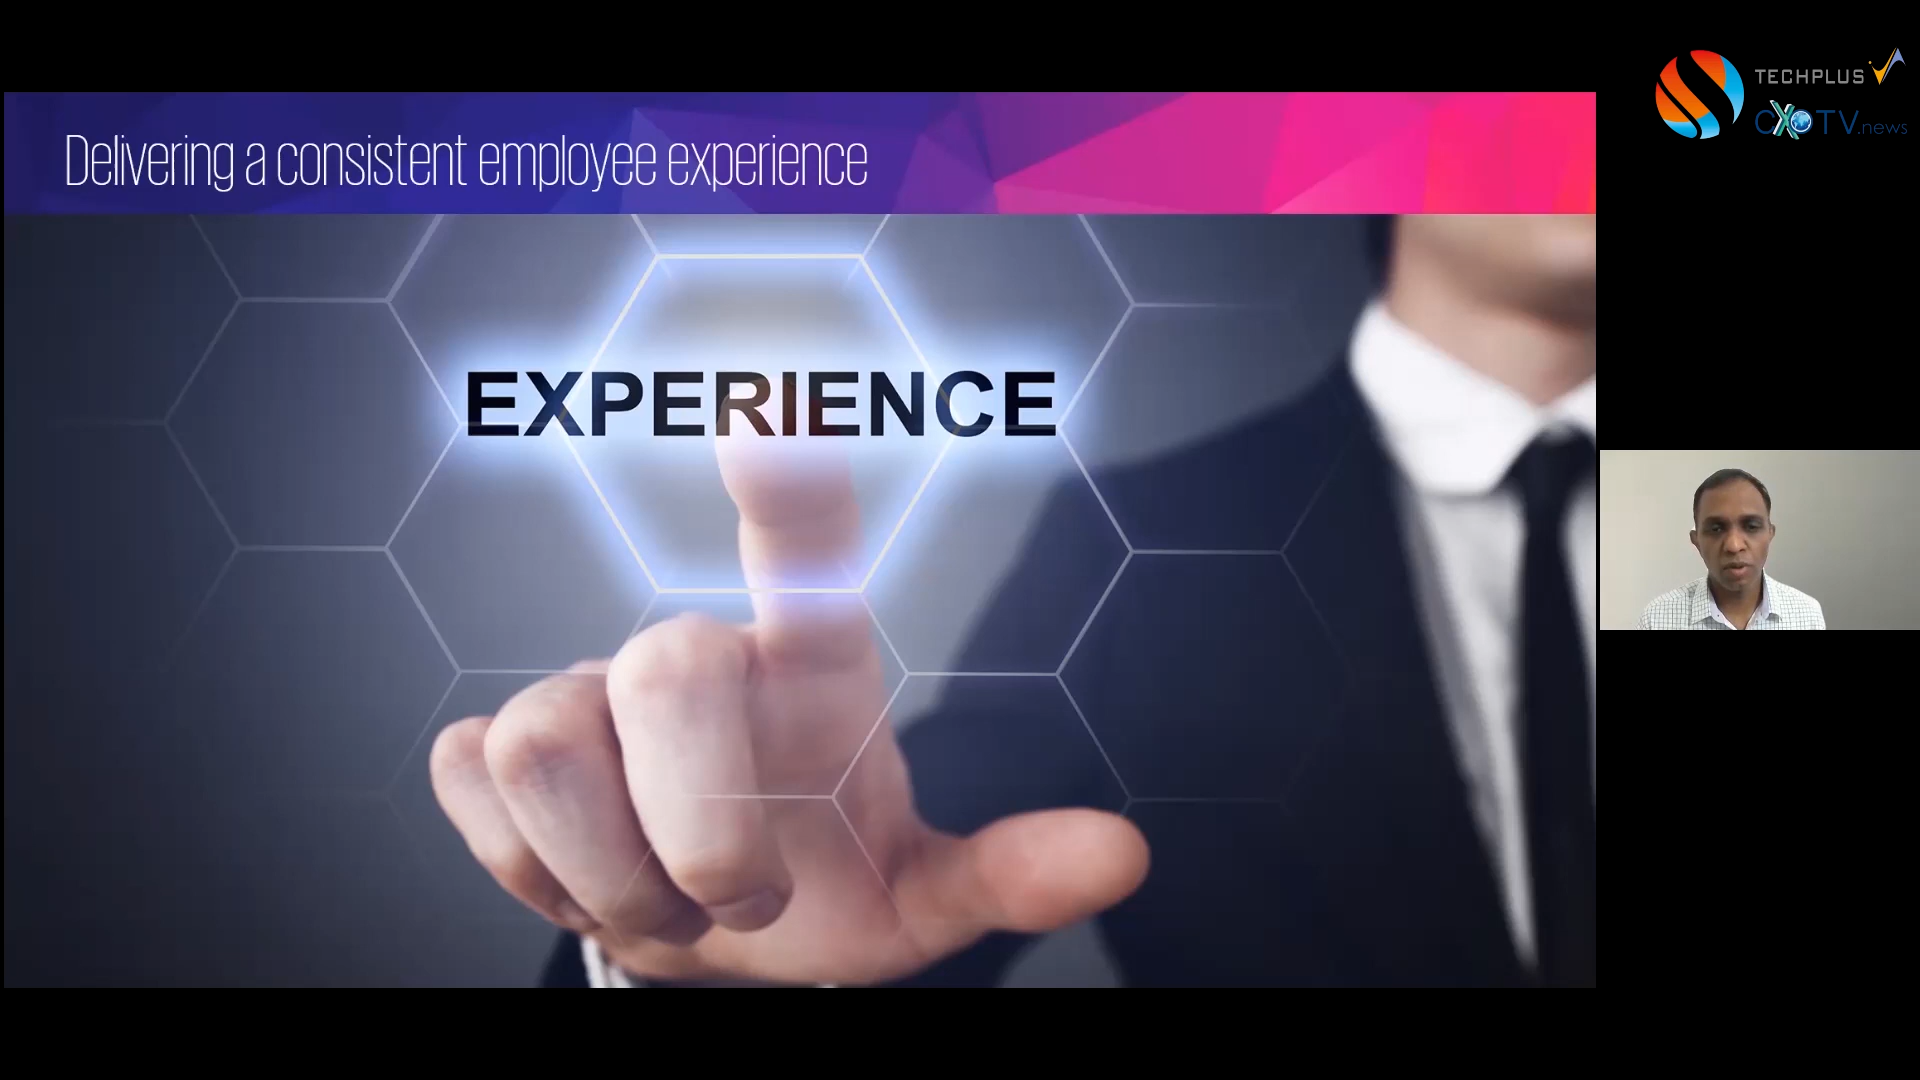 TECHPLUS
CXOTV.news
Delivering a consistent employee experience
EXPERIENCE